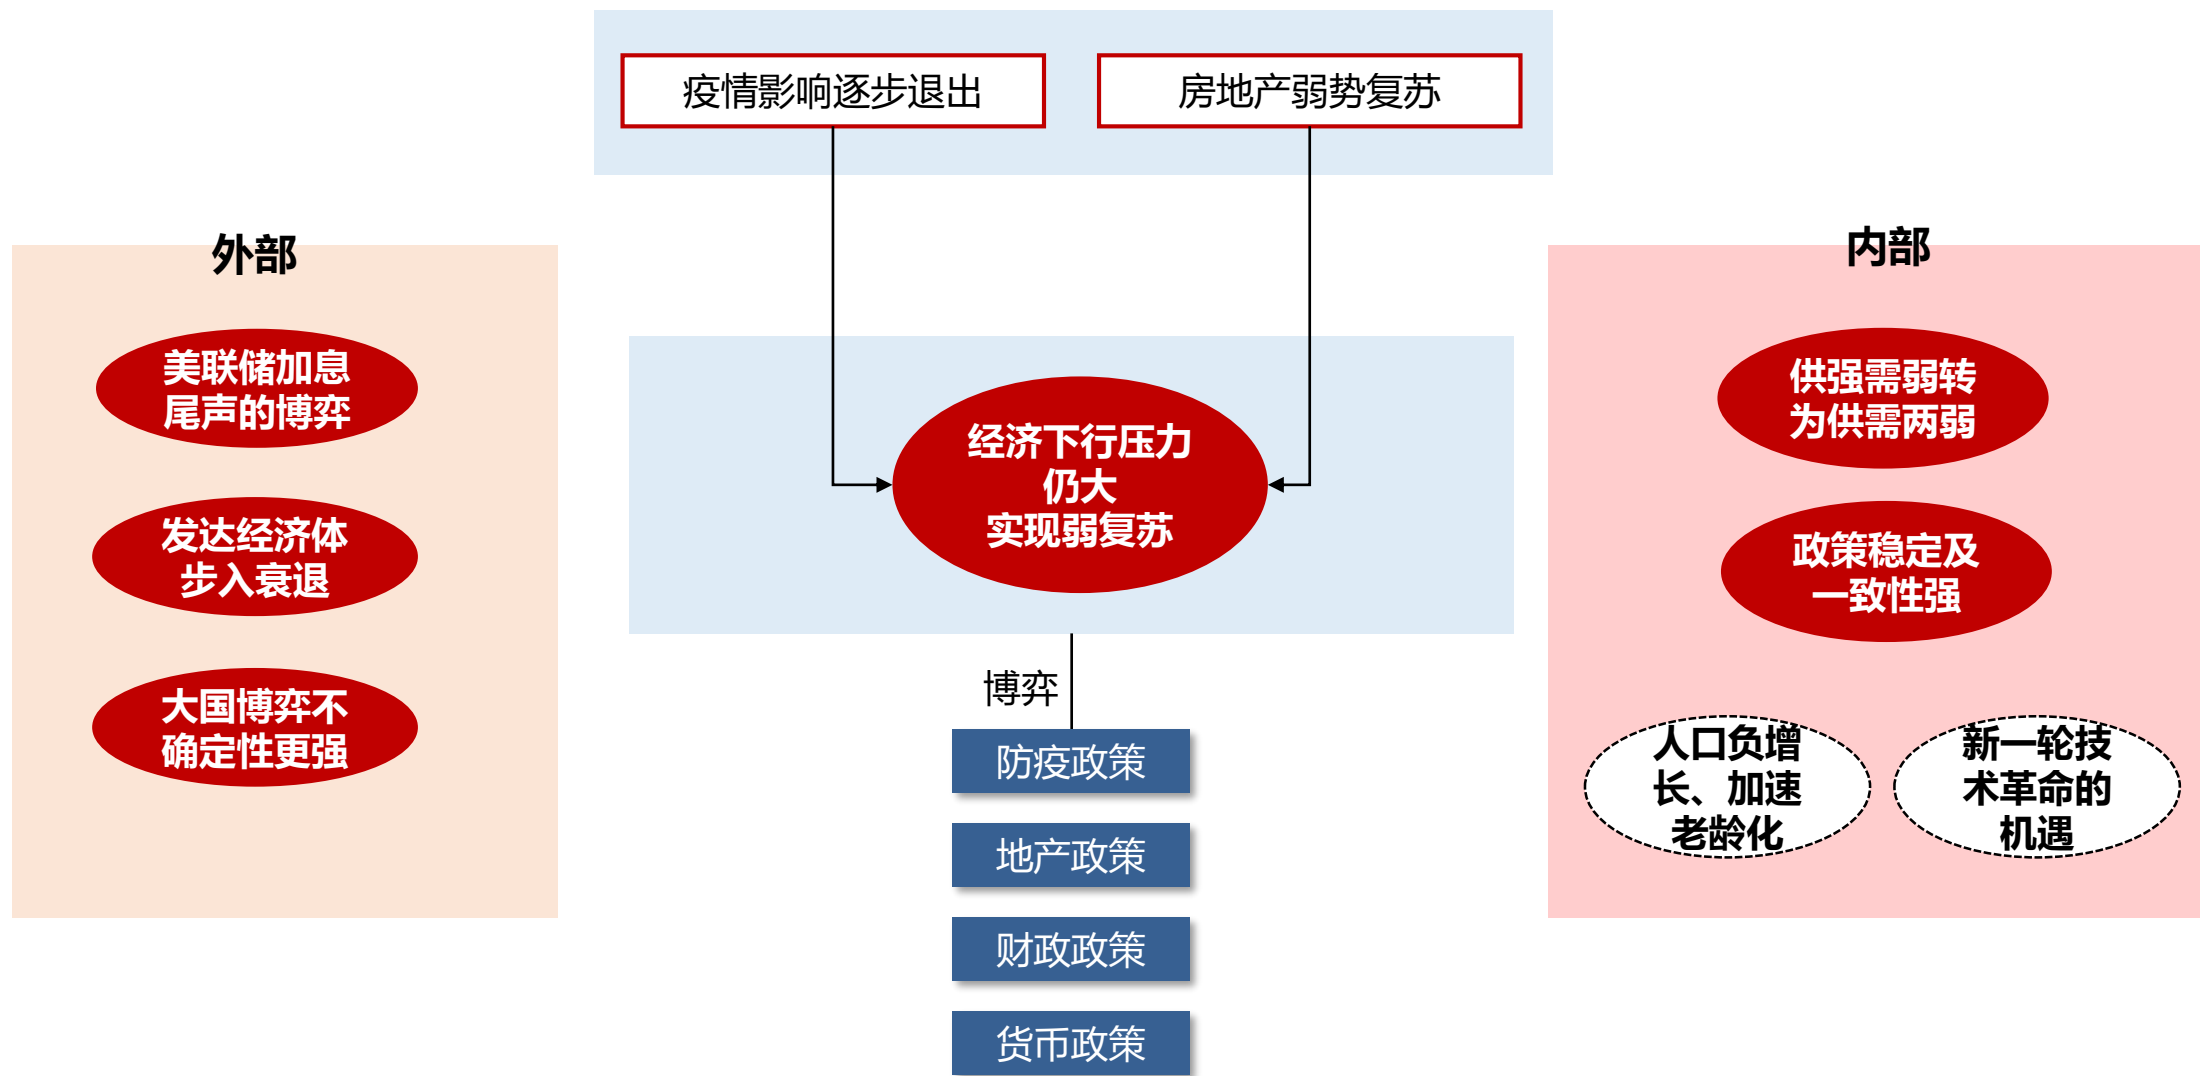 疫情影响逐步退出
房地产弱势复苏
外部
美联储加息
尾声的博弈
发达经济体
步入衰退
大国博弈不
确定性更强
经济下行压力
仍大
实现弱复苏
博弈
防疫政策
地产政策
财政政策
货币政策
内部
供强需弱转
为供需两弱
政策稳定及
一致性强
人口负增
长、加速
老龄化
新一轮技
术革命的
机遇